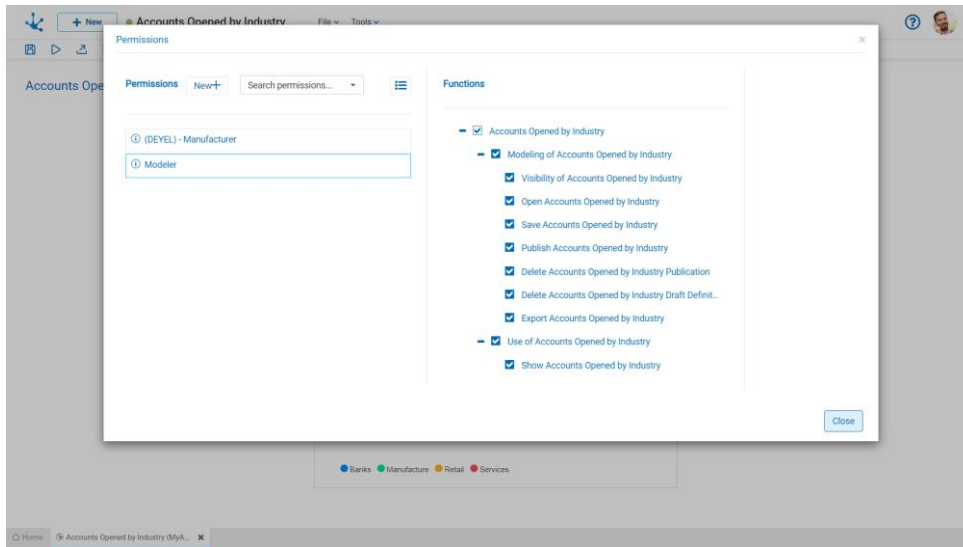 + New
Accounts Opened by Industry
File
Tools
Permissions
×
Accounts Ope
Permissions
New+
Search permissions...
Functions
(DEYEL) - Manufacturer
Modeler
Accounts Opened by Industry
Modeling of Accounts Opened by Industry
Visibility of Accounts Opened by Industry
Open Accounts Opened by Industry
Save Accounts Opened by Industry
Publish Accounts Opened by Industry
Delete Accounts Opened by Industry Publication
Delete Accounts Opened by Industry Draft Definit...
Export Accounts Opened by Industry
Use of Accounts Opened by Industry
Show Accounts Opened by Industry
Close
Banks Manufacture Retail Services
Home Accounts Opened by Industry (MyA...